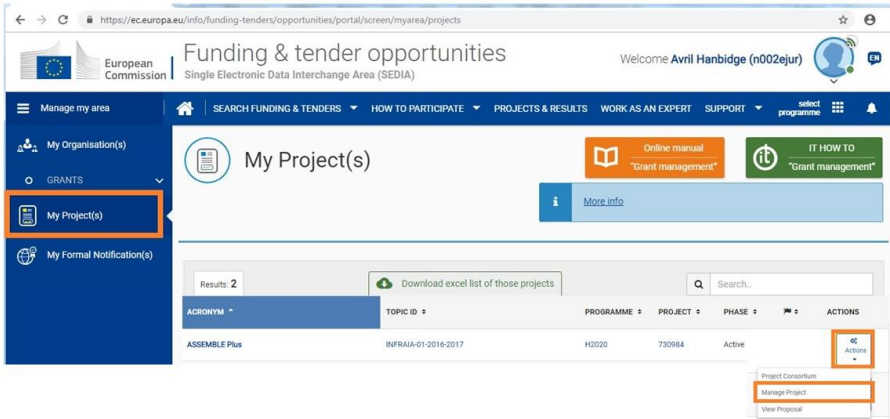 https://ec.europa.eu/info/funding-tenders/opportunities/portal/screen/myarea/projects
European
Commission
Funding & tender opportunities
Single Electronic Data Interchange Area (SEDIA)
Welcome Avril Hanbidge (n002ejur)
EN
Manage my area
SEARCH FUNDING & TENDERS
HOW TO PARTICIPATE
PROJECTS & RESULTS
WORK AS AN EXPERT
SUPPORT
select
programme
My Organisation(s)
GRANTS
My Project(s)
My Formal Notification(s)
My Project(s)
Online manual
"Grant management"
it
IT HOW TO
"Grant management"
i
More info
Results: 2
Download excel list of those projects
Search..
ACRONYM
TOPIC ID
PROGRAMME
PROJECT
PHASE
ACTIONS
ASSEMBLE Plus
INFRAIA-01-2016-2017
H2020
730984
Active
Actions
Project Consortium
Manage Project
View Proposal